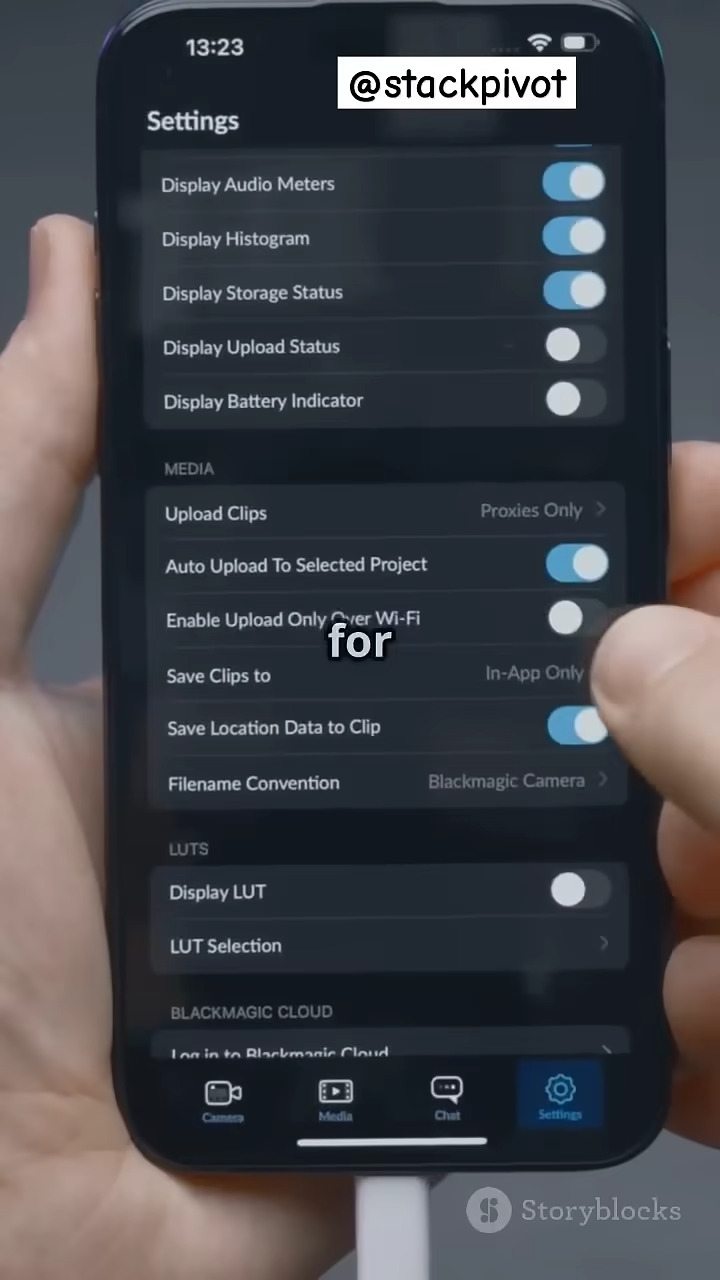 13:23
@stackpivot
Settings
Display Audio Meters
Display Histogram
Display Storage Status
Display Upload Status
Display Battery Indicator
MEDIA
Upload Clips Proxies Only
Auto Upload To Selected Project
Enable Upload Only Over Wi-Fi
for
Save Clips to In-App Only
Save Location Data to Clip
Filename Convention Blackmagic Camera
LUTS
Display LUT
LUT Selection
BLACKMAGIC CLOUD
Log in to Blackmagic Cloud
Camera Media Chat Settings
Storyblocks